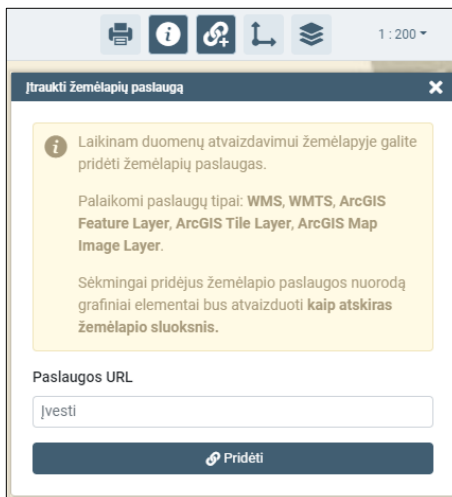 1 : 200
Įtraukti žemėlapių paslaugą
Laikinam duomenų atvaizdavimui žemėlapyje galite
pridėti žemėlapių paslaugas.
Palaikomi paslaugų tipai: WMS, WMTS, ArcGIS
Feature Layer, ArcGIS Tile Layer, ArcGIS Map
Image Layer.
Sėkmingai pridėjus žemėlapio paslaugos nuorodą
grafiniai elementai bus atvaizduoti kaip atskiras
žemėlapio sluoksnis.
Paslaugos URL
Įvesti
Pridėti